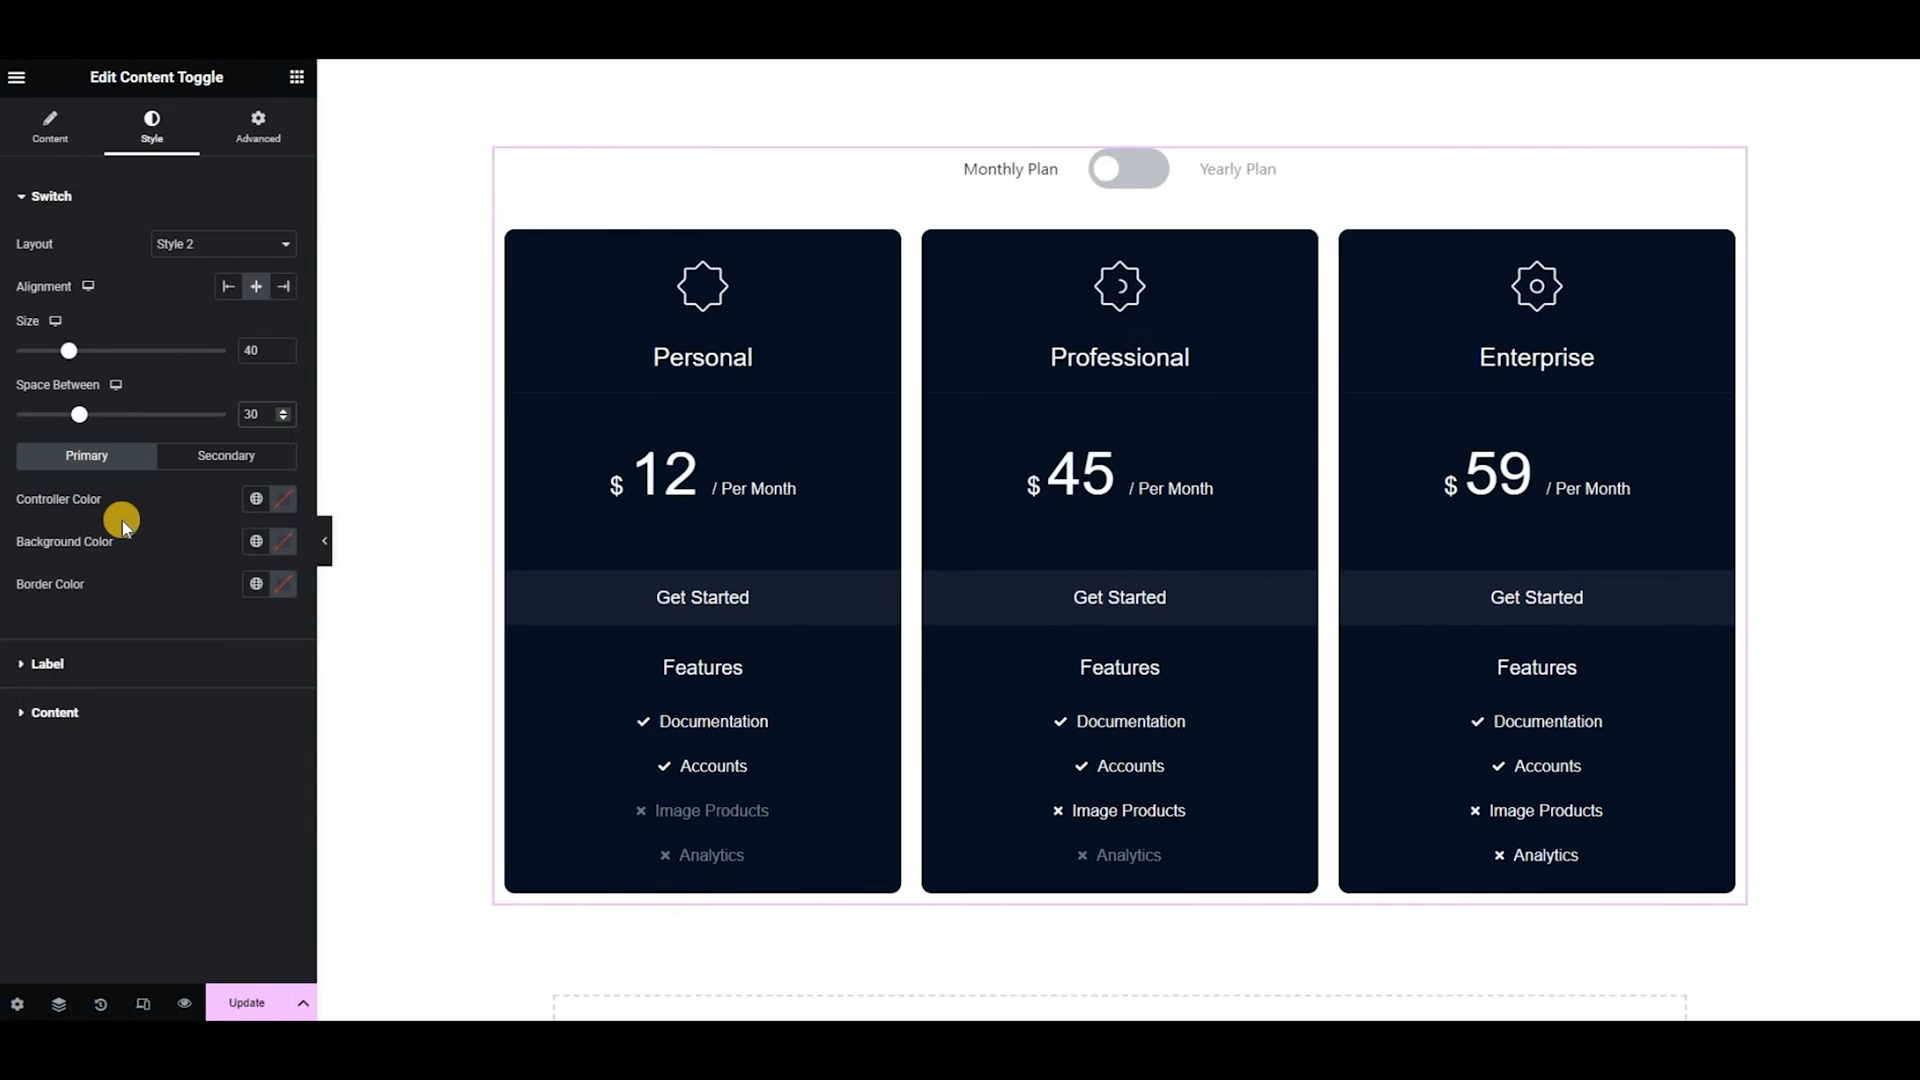 Edit Content Toggle
Content
Style
Advanced
Switch
Layout
Style 2
Alignment
Size
40
Space Between
30
Primary
Secondary
Controller Color
Background Color
Border Color
Label
Content
Update
Monthly Plan
Yearly Plan
Personal
$ 12 / Per Month
Get Started
Features
Documentation
Accounts
Image Products
Analytics
Professional
$ 45 / Per Month
Get Started
Features
Documentation
Accounts
Image Products
Analytics
Enterprise
$ 59 / Per Month
Get Started
Features
Documentation
Accounts
Image Products
Analytics